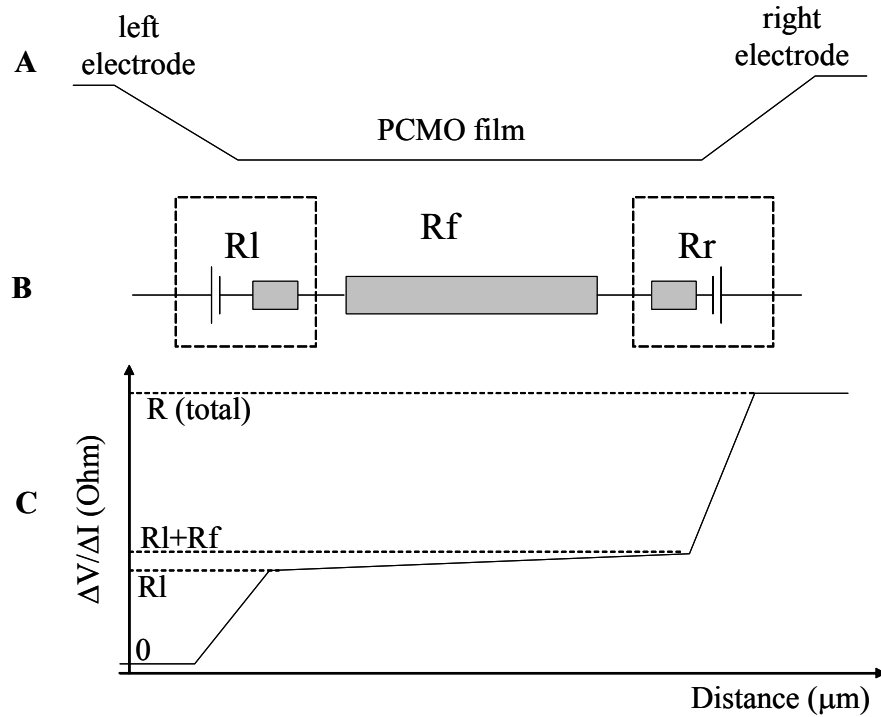 left
electrode
right
electrode
A
PCMO film
Rl
Rf
Rr
B
R (total)
C
ΔV/ΔI (Ohm)
Rl+Rf
Rl
0
Distance (μm)